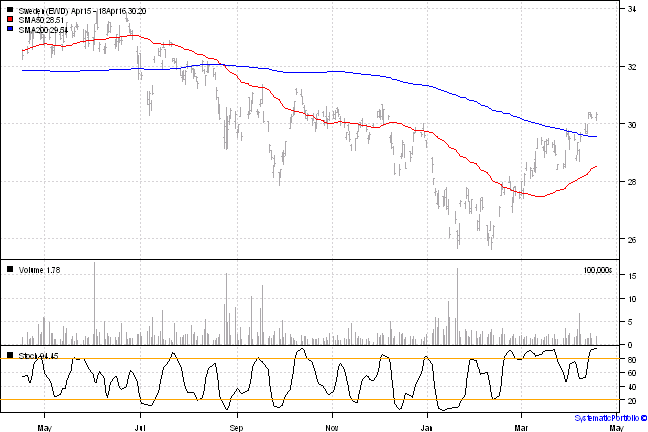 Sweden (EWD) Apr15 - 18Apr16,30.20
SMA50:28.51
SMA200:29.54
34
32
30
28
26
Volume 1.78
100,000s
15
10
5
0
Stoch 94.45
80
60
40
20
SystematicPortfolio ©
May Jul Sep Nov Jan Mar May